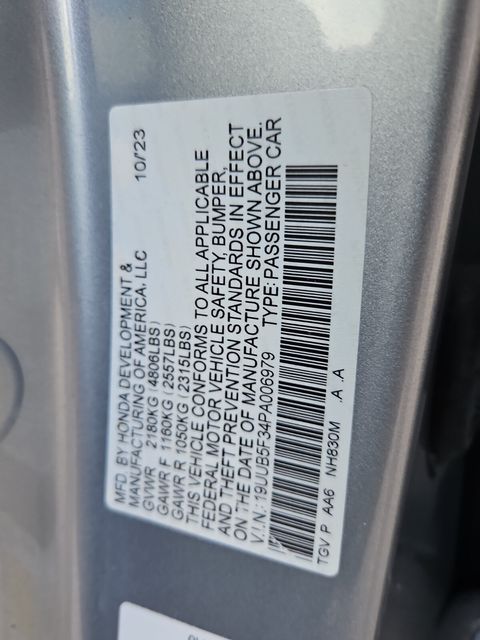 MFD. BY HONDA DEVELOPMENT &
MANUFACTURING OF AMERICA, LLC 10/23
GVWR 2180KG (4806LBS)
GAWR F 1160KG (2557LBS)
GAWR R 1050KG (2315LBS)
THIS VEHICLE CONFORMS TO ALL APPLICABLE
FEDERAL MOTOR VEHICLE SAFETY, BUMPER,
AND THEFT PREVENTION STANDARDS IN EFFECT
ON THE DATE OF MANUFACTURE SHOWN ABOVE.
V.I.N.: 19UUB5F34PA006979 TYPE: PASSENGER CAR
TGV P AA6 NH830M .A .A